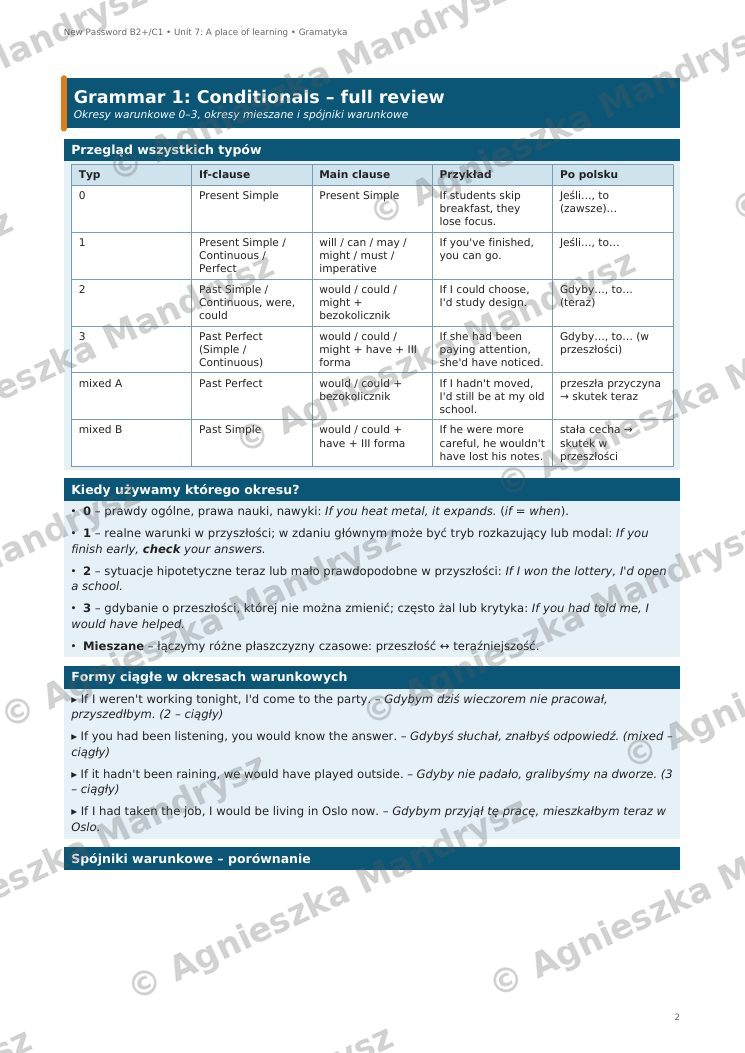 New Password B2+/C1 • Unit 7: A place of learning • Gramatyka
Grammar 1: Conditionals – full review
Okresy warunkowe 0–3, okresy mieszane i spójniki warunkowe
Przegląd wszystkich typów
Typ If-clause Main clause Przykład Po polsku
0 Present Simple Present Simple If students skip breakfast, they lose focus. Jeśli…, to (zawsze)…
1 Present Simple / Continuous / Perfect will / can / may / might / must / imperative If you've finished, you can go. Jeśli…, to…
2 Past Simple / Continuous, were, could would / could / might + bezokolicznik If I could choose, I'd study design. Gdyby…, to… (teraz)
3 Past Perfect (Simple / Continuous) would / could / might + have + III forma If she had been paying attention, she'd have noticed. Gdyby…, to… (w przeszłości)
mixed A Past Perfect would / could + bezokolicznik If I hadn't moved, I'd still be at my old school. przeszła przyczyna → skutek teraz
mixed B Past Simple would / could + have + III forma If he were more careful, he wouldn't have lost his notes. stała cecha → skutek w przeszłości
Kiedy używamy którego okresu?
• 0 – prawdy ogólne, prawa nauki, nawyki: If you heat metal, it expands. (if = when).
• 1 – realne warunki w przyszłości; w zdaniu głównym może być tryb rozkazujący lub modal: If you
finish early, check your answers.
• 2 – sytuacje hipotetyczne teraz lub mało prawdopodobne w przyszłości: If I won the lottery, I'd open
a school.
• 3 – gdybanie o przeszłości, której nie można zmienić; często żal lub krytyka: If you had told me, I
would have helped.
• Mieszane – łączymy różne płaszczyzny czasowe: przeszłość ↔ teraźniejszość.
Formy ciągłe w okresach warunkowych
▸ If I weren't working tonight, I'd come to the party. – Gdybym dziś wieczorem nie pracował,
przyszedłbym. (2 – ciągły)
▸ If you had been listening, you would know the answer. – Gdybyś słuchał, znałbyś odpowiedź. (mixed –
ciągły)
▸ If it hadn't been raining, we would have played outside. – Gdyby nie padało, gralibyśmy na dworze. (3
– ciągły)
▸ If I had taken the job, I would be living in Oslo now. – Gdybym przyjął tę pracę, mieszkałbym teraz w
Oslo.
Spójniki warunkowe – porównanie
© Agnieszka Mandrysz
2